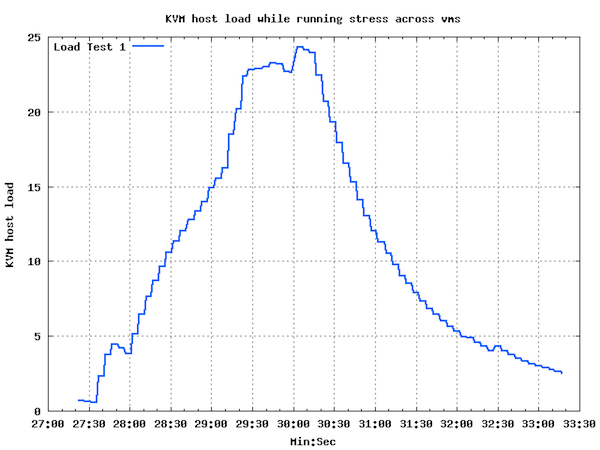 KVM host load while running stress across vms
Load Test 1
25
20
15
10
5
0
KVM host load
27:00 27:30 28:00 28:30 29:00 29:30 30:00 30:30 31:00 31:30 32:00 32:30 33:00 33:30
Min:Sec